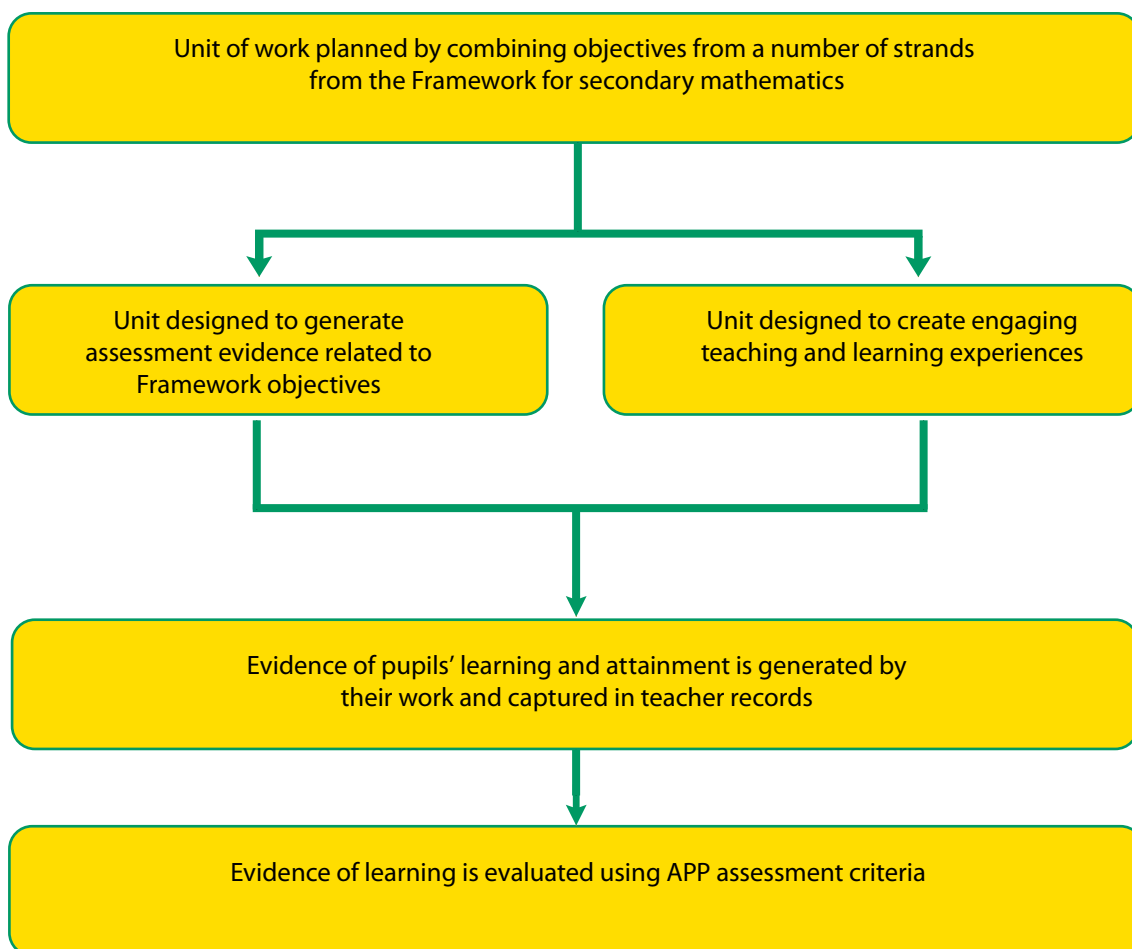 Unit of work planned by combining objectives from a number of strands
from the Framework for secondary mathematics
Unit designed to generate
assessment evidence related to
Framework objectives
Unit designed to create engaging
teaching and learning experiences
Evidence of pupils’ learning and attainment is generated by
their work and captured in teacher records
Evidence of learning is evaluated using APP assessment criteria